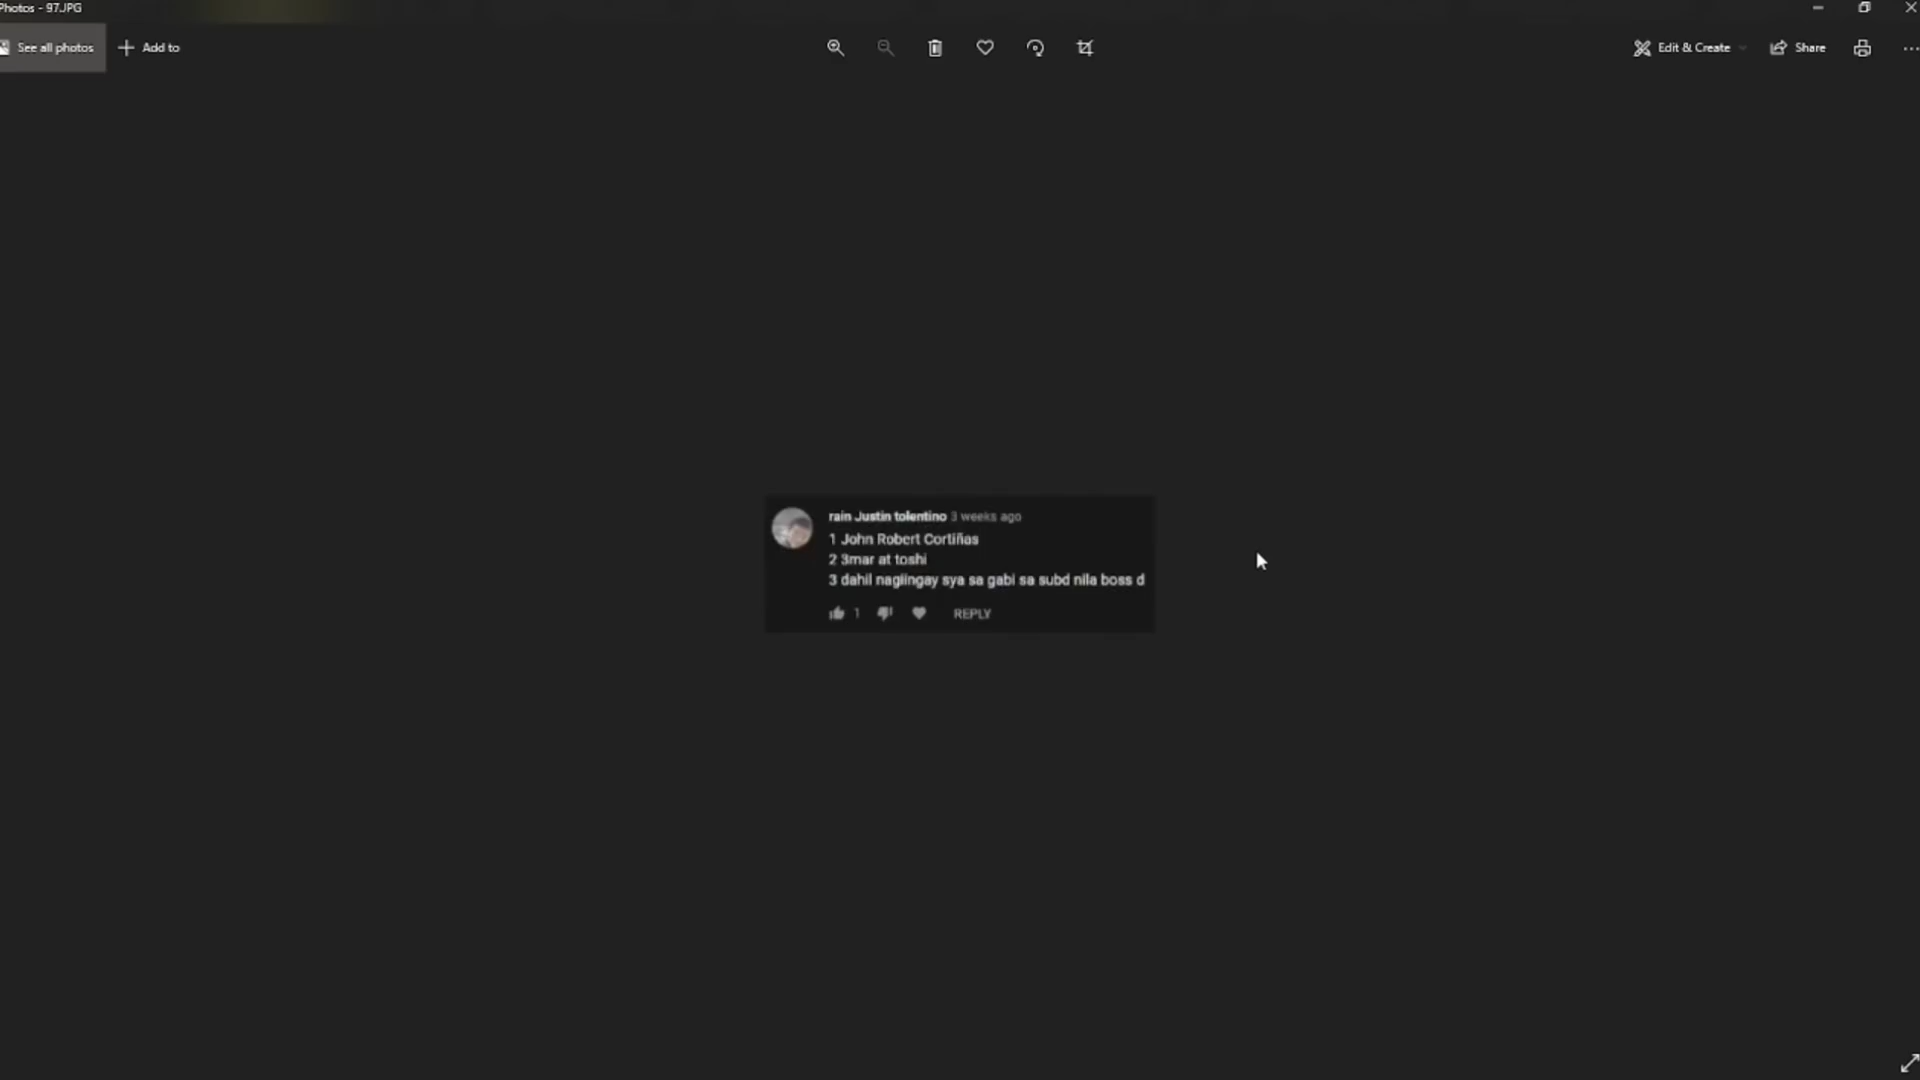 Photos - 97.JPG
See all photos
Add to
Edit & Create
Share
rain Justin tolentino 3 weeks ago
1 John Robert Cortiñas
2 3mar at toshi
3 dahil nagiingay sya sa gabi sa subd nila boss d
1
REPLY